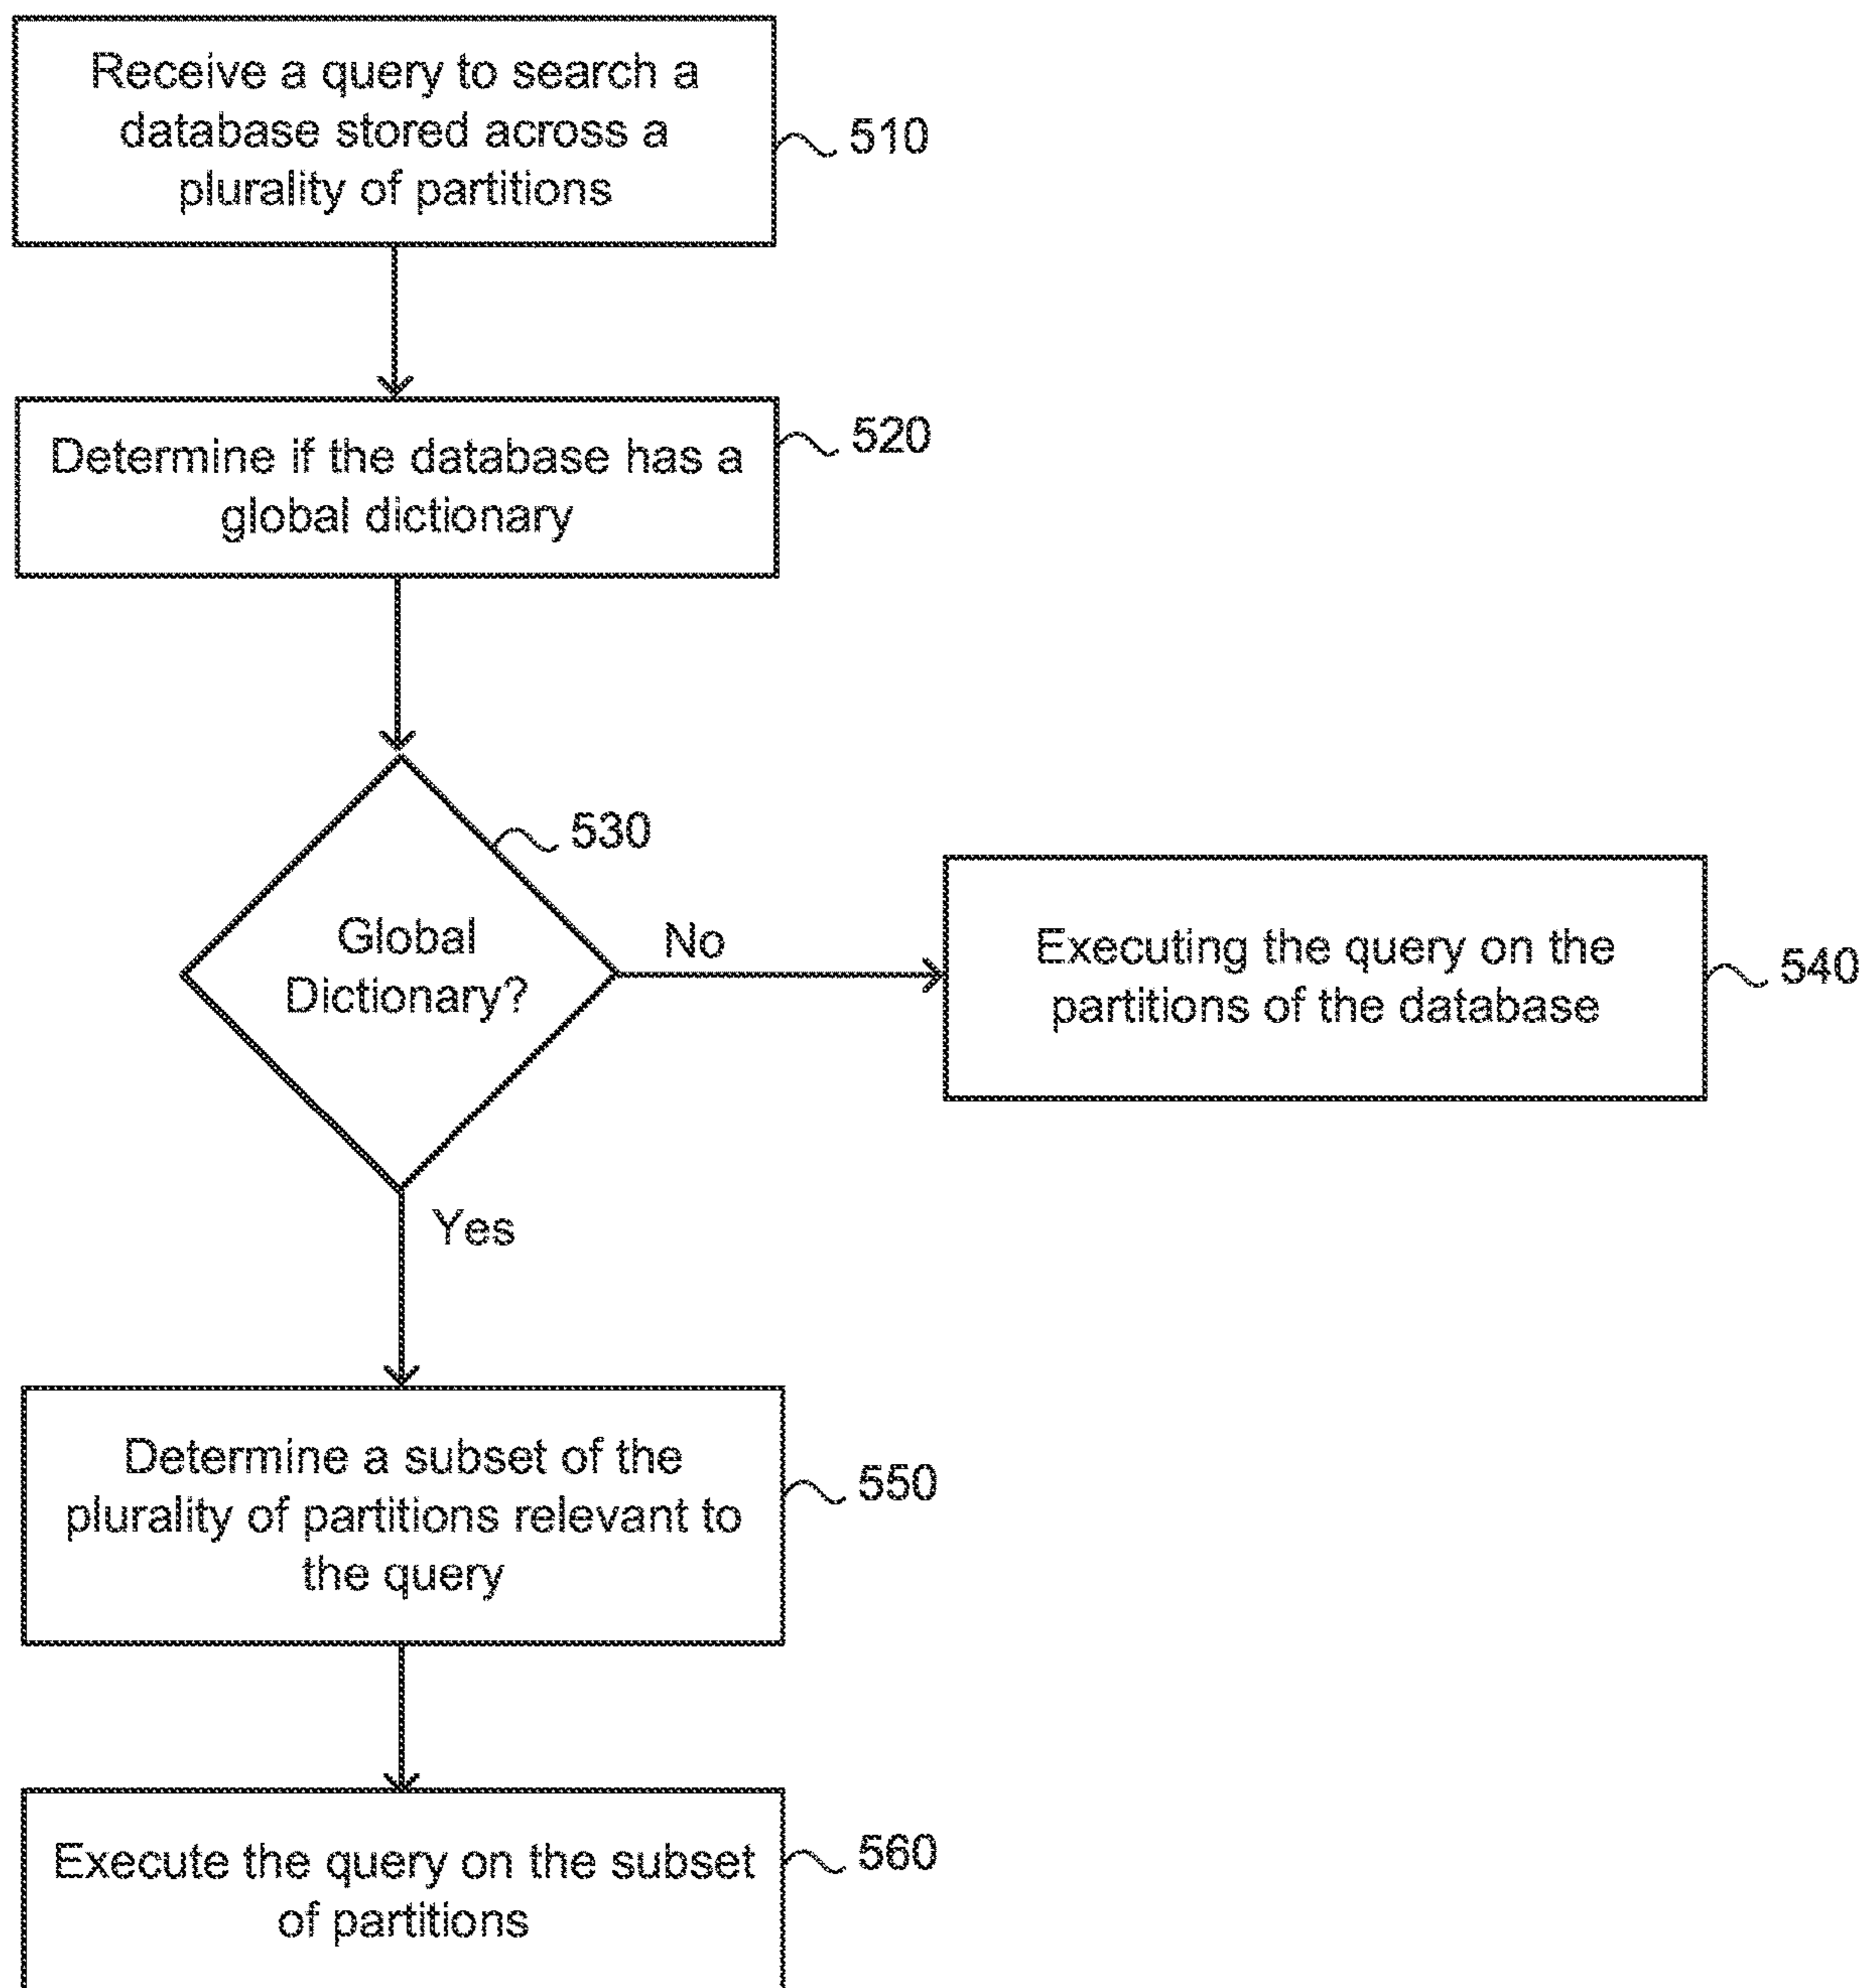 Receive a query to search a
database stored across a
plurality of partitions
510
Determine if the database has a
global dictionary
520
530
Global
Dictionary?
No
Executing the query on the
partitions of the database
540
Yes
Determine a subset of the
plurality of partitions relevant to
the query
550
Execute the query on the subset
of partitions
560